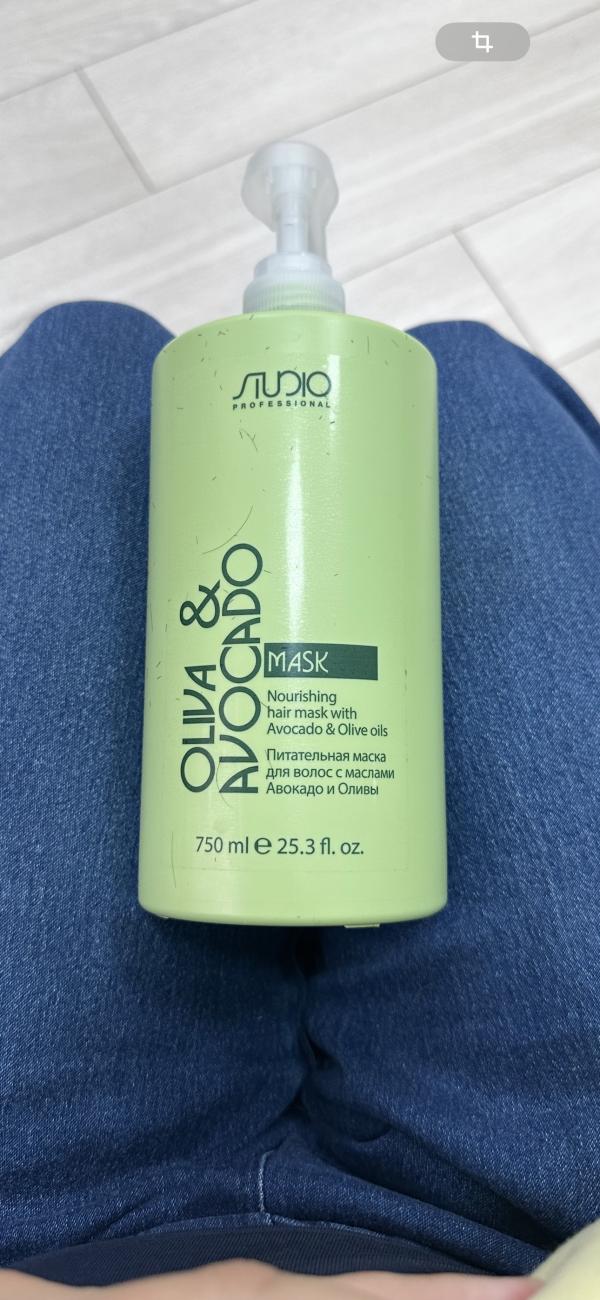 STUDIO
PROFESSIONAL
OLIVA &
AVOCADO
MASK
Nourishing
hair mask with
Avocado & Olive oils
Питательная маска
для волос с маслами
Авокадо и Оливы
750 ml e 25.3 fl. oz.